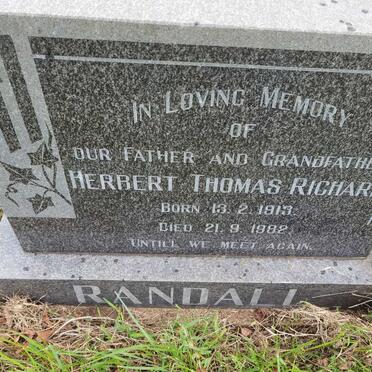 IN LOVING MEMORY
OF
OUR FATHER AND GRANDFATHE
HERBERT THOMAS RICHAR
BORN 13.2.1913.
DIED 21.9.1982.
UNTILL WE MEET AGAIN.
RANDALL